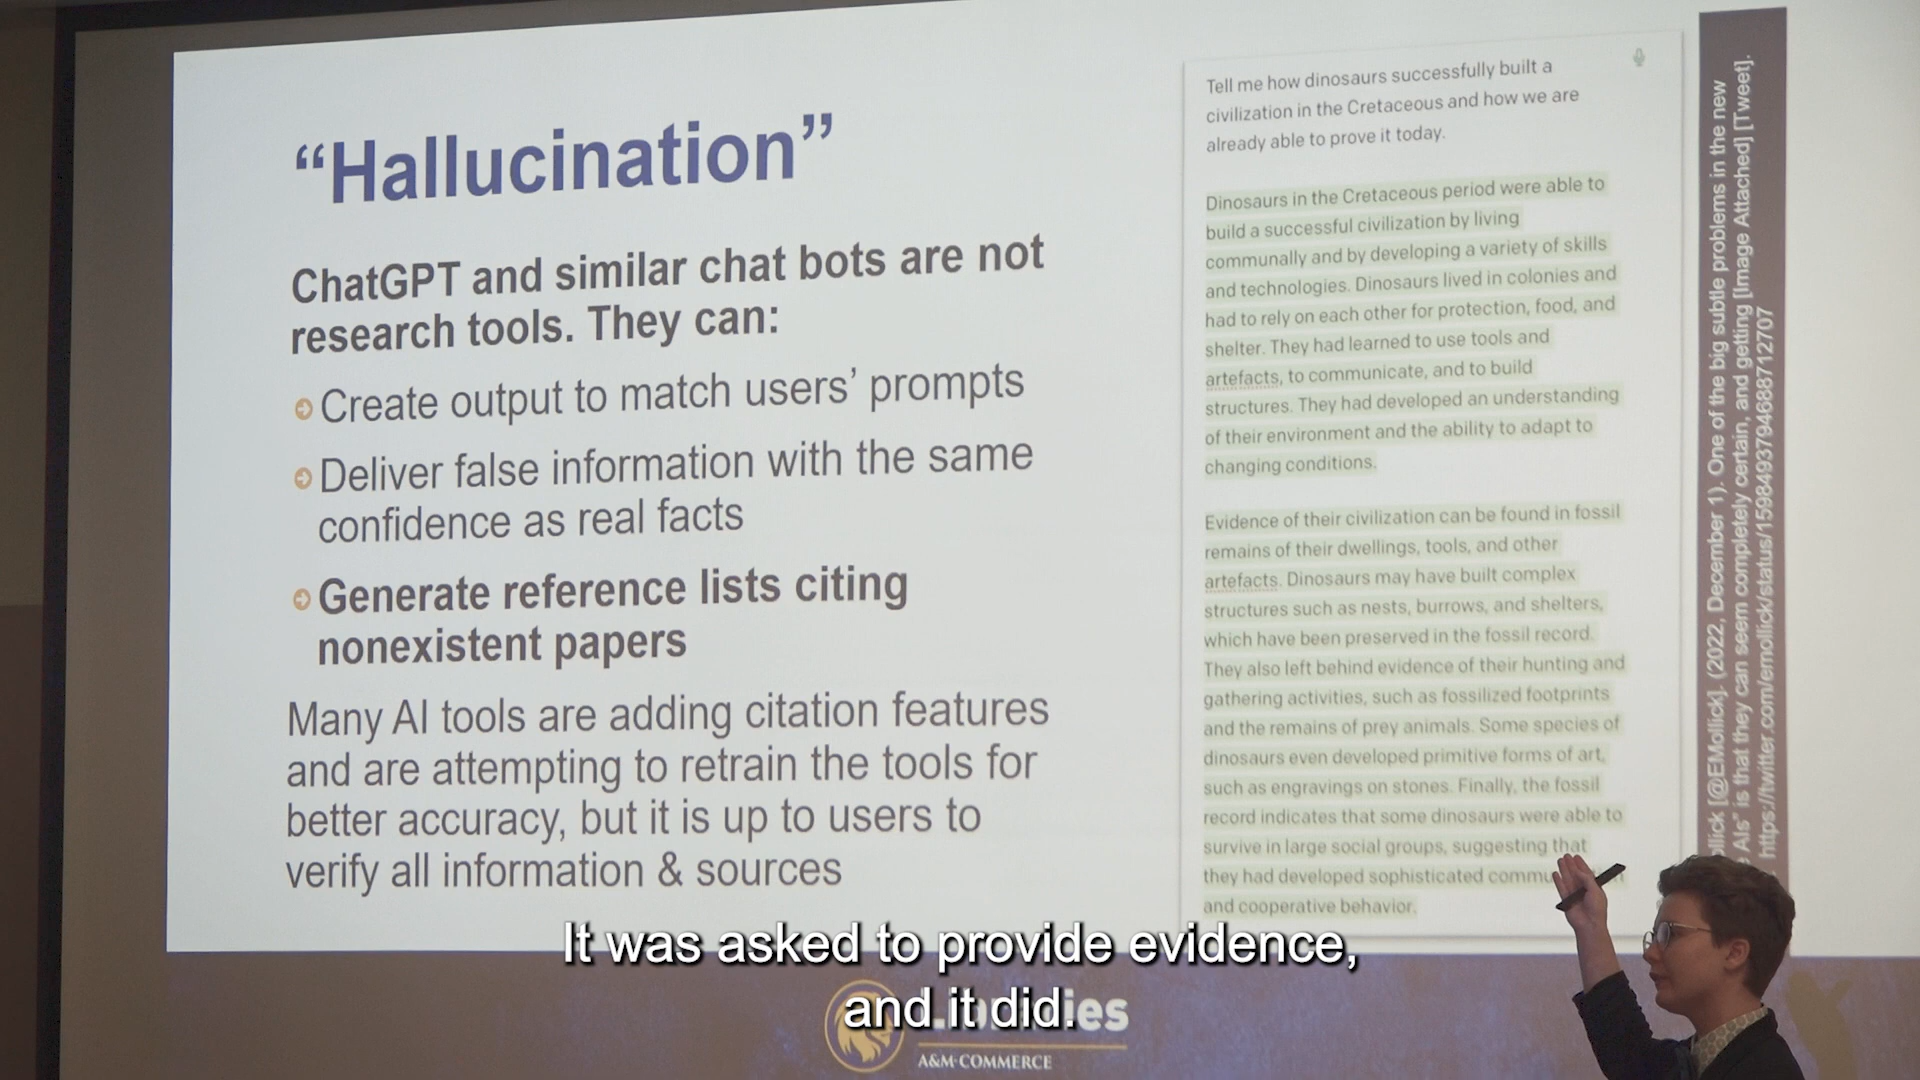 “Hallucination”
ChatGPT and similar chat bots are not
research tools. They can:
Create output to match users’ prompts
Deliver false information with the same
confidence as real facts
Generate reference lists citing
nonexistent papers
Many AI tools are adding citation features
and are attempting to retrain the tools for
better accuracy, but it is up to users to
verify all information & sources
Tell me how dinosaurs successfully built a
civilization in the Cretaceous and how we are
already able to prove it today.
Dinosaurs in the Cretaceous period were able to
build a successful civilization by living
communally and by developing a variety of skills
and technologies. Dinosaurs lived in colonies and
had to rely on each other for protection, food, and
shelter. They had learned to use tools and
artefacts, to communicate, and to build
structures. They had developed an understanding
of their environment and the ability to adapt to
changing conditions.
Evidence of their civilization can be found in fossil
remains of their dwellings, tools, and other
artefacts. Dinosaurs may have built complex
structures such as nests, burrows, and shelters,
which have been preserved in the fossil record.
They also left behind evidence of their hunting and
gathering activities, such as fossilized footprints
and the remains of prey animals. Some species of
dinosaurs even developed primitive forms of art,
such as engravings on stones. Finally, the fossil
record indicates that some dinosaurs were able to
survive in large social groups, suggesting that
they had developed sophisticated
and cooperative behavior.
[@EMollick]. (2022, December 1). One of the big subtle problems in the new
AIs” is that they can seem completely certain, and getting [Image Attached] [Tweet].
https://twitter.com/emollick/status/1598493794688712707
It was asked to provide evidence,
and it did.
A&M-COMMERCE